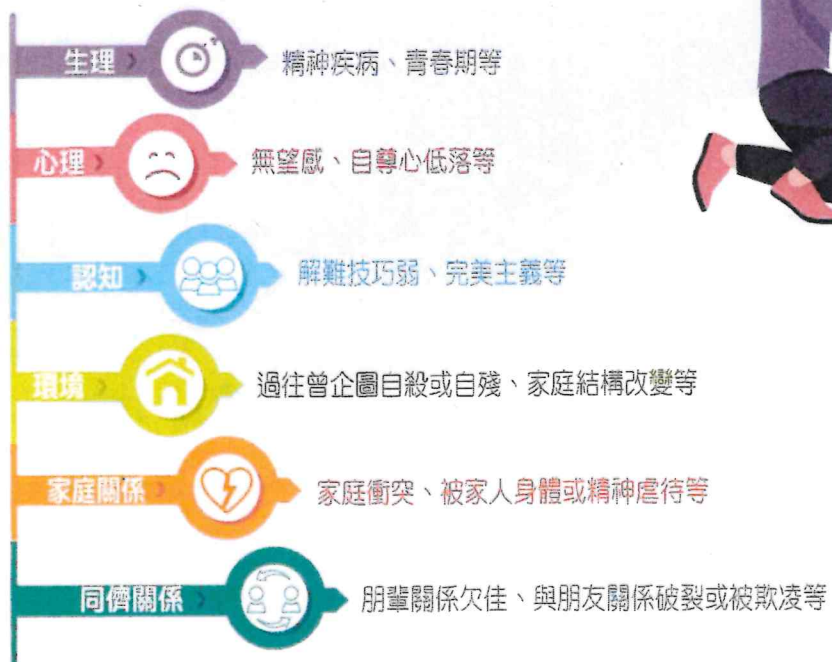 生理 精神疾病、青春期等
心理 無望感、自尊心低落等
認知 解難技巧弱、完美主義等
環境 過往曾企圖自殺或自殘、家庭結構改變等
家庭關係 家庭衝突、被家人身體或精神虐待等
同儕關係 朋輩關係欠佳、與朋友關係破裂或被欺凌等